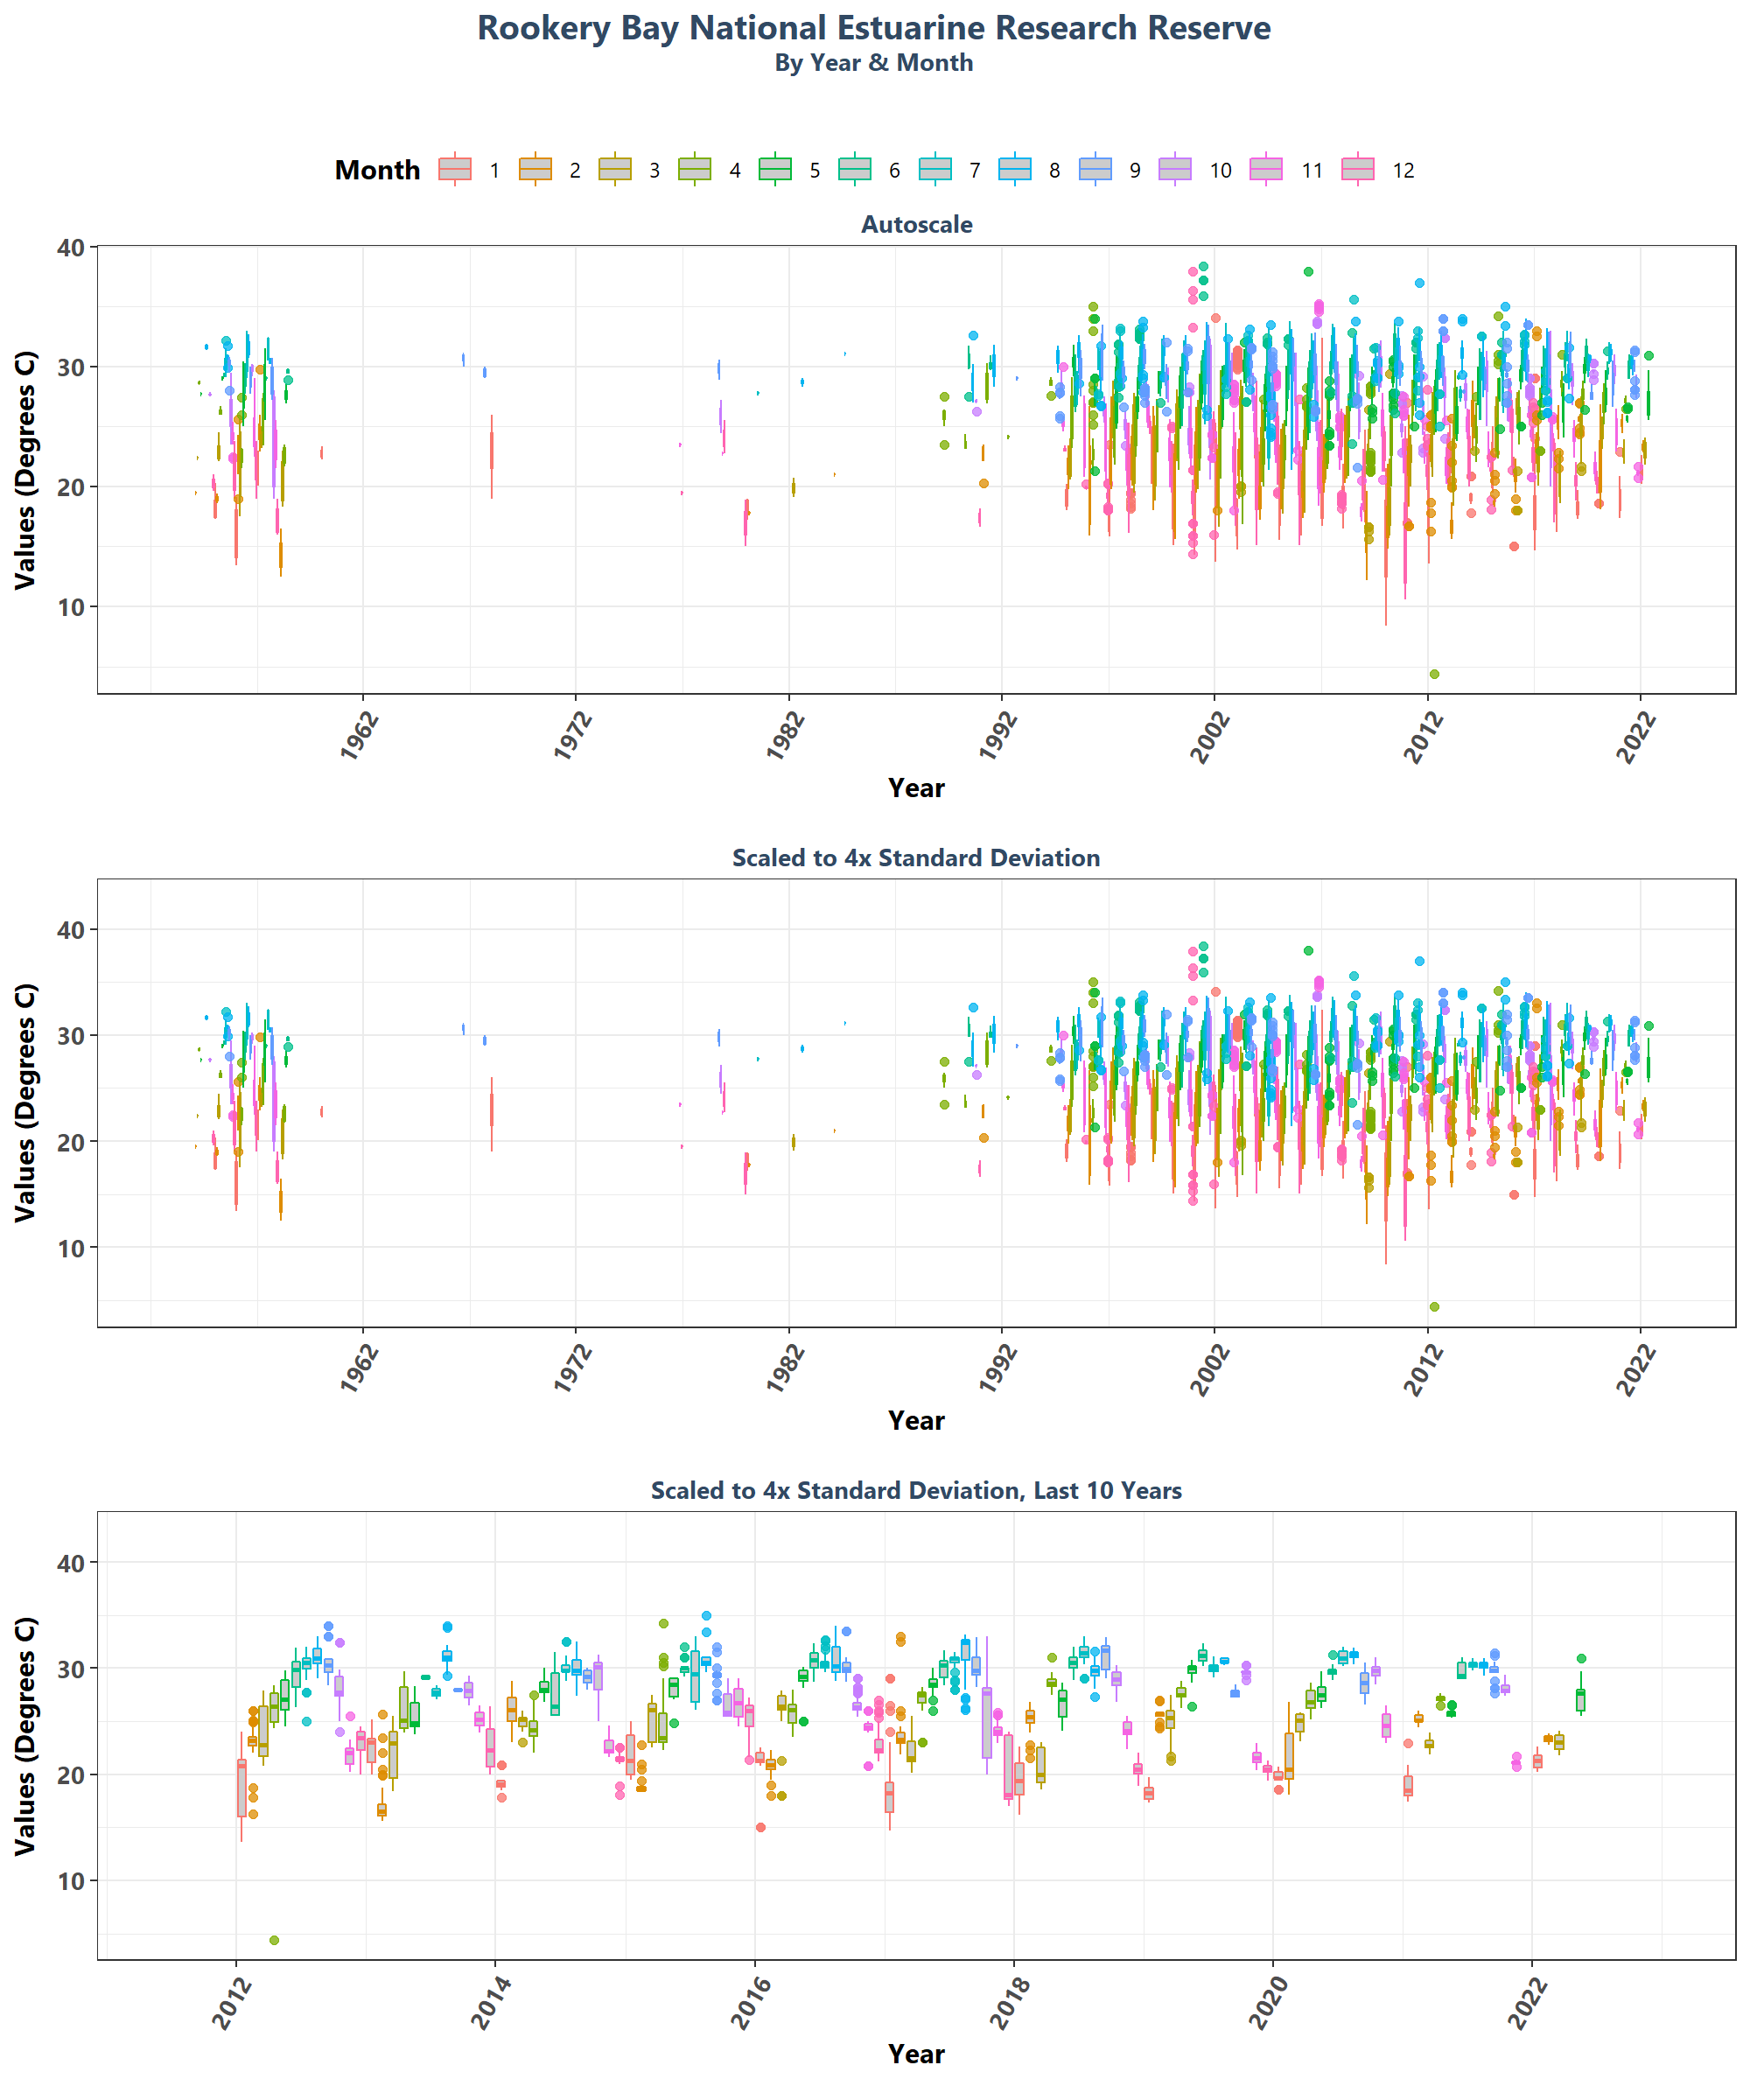 Rookery Bay National Estuarine Research Reserve
By Year & Month
Month 1 2 3 4 5 6 7 8 9 10 11 12
Autoscale
Values (Degrees C)
40
30
20
10
1962 1972 1982 1992 2002 2012 2022
Year
Scaled to 4x Standard Deviation
Values (Degrees C)
40
30
20
10
1962 1972 1982 1992 2002 2012 2022
Year
Scaled to 4x Standard Deviation, Last 10 Years
Values (Degrees C)
40
30
20
10
2012 2014 2016 2018 2020 2022
Year